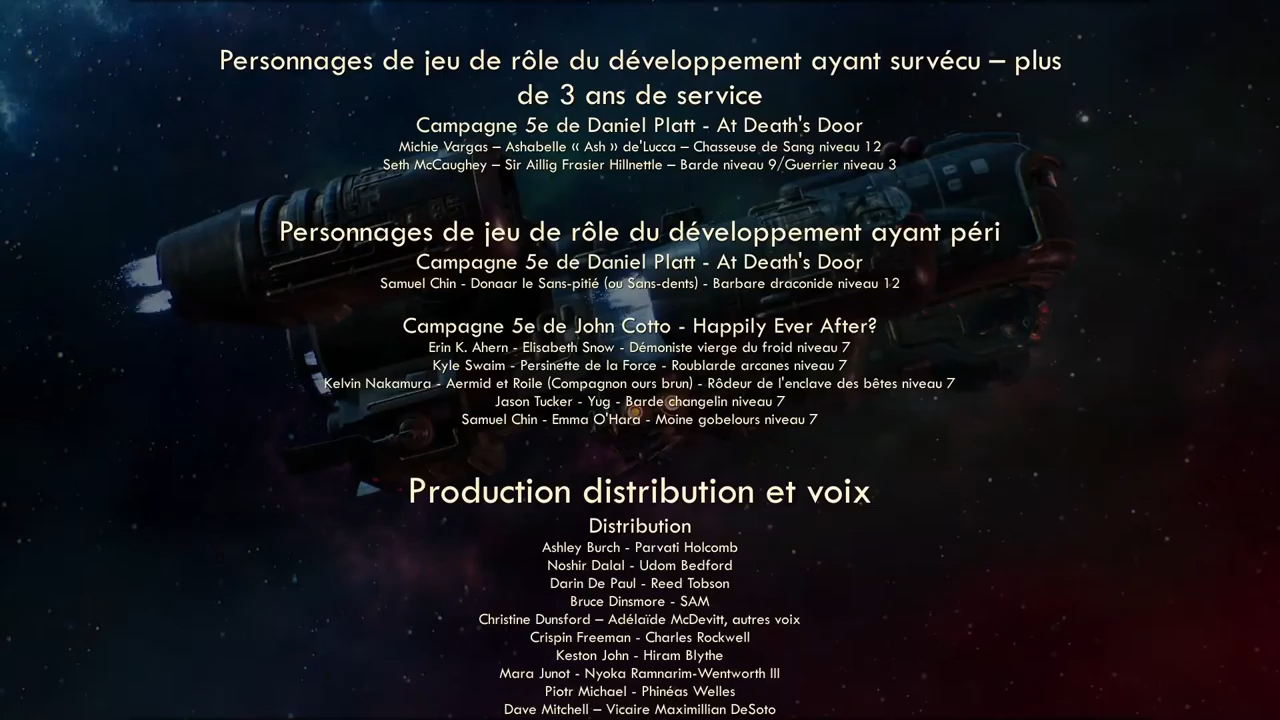 Personnages de jeu de rôle du développement ayant survécu – plus
de 3 ans de service
Campagne 5e de Daniel Platt - At Death's Door
Michie Vargas – Ashabelle « Ash » de'Lucca – Chasseuse de Sang niveau 12
Seth McCaughey – Sir Aillig Frasier Hillnettle – Barde niveau 9/Guerrier niveau 3
Personnages de jeu de rôle du développement ayant péri
Campagne 5e de Daniel Platt - At Death's Door
Samuel Chin - Donaar le Sans-pitié (ou Sans-dents) - Barbare draconide niveau 12
Campagne 5e de John Cotto - Happily Ever After?
Erin K. Ahern - Elisabeth Snow - Démoniste vierge du froid niveau 7
Kyle Swaim - Persinette de la Force - Roublarde arcanes niveau 7
Kelvin Nakamura - Aermid et Roile (Compagnon ours brun) - Rôdeur de l'enclave des bêtes niveau 7
Jason Tucker - Yug - Barde changelin niveau 7
Samuel Chin - Emma O'Hara - Moine gobelours niveau 7
Production distribution et voix
Distribution
Ashley Burch - Parvati Holcomb
Noshir Dalal - Udom Bedford
Darin De Paul - Reed Tobson
Bruce Dinsmore - SAM
Christine Dunsford – Adélaïde McDevitt, autres voix
Crispin Freeman - Charles Rockwell
Keston John - Hiram Blythe
Mara Junot - Nyoka Ramnarim-Wentworth III
Piotr Michael - Phinéas Welles
Dave Mitchell – Vicaire Maximillian DeSoto